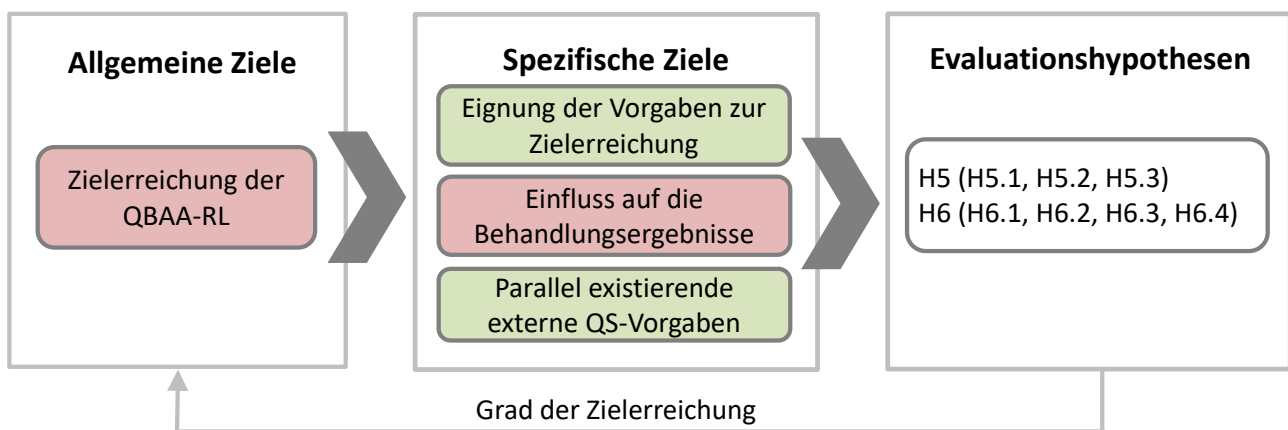 Allgemeine Ziele
Zielerreichung der
QBAA-RL
Spezifische Ziele
Eignung der Vorgaben zur
Zielerreichung
Einfluss auf die
Behandlungsergebnisse
Parallel existierende
externe QS-Vorgaben
Evaluationshypothesen
H5 (H5.1, H5.2, H5.3)
H6 (H6.1, H6.2, H6.3, H6.4)
Grad der Zielerreichung